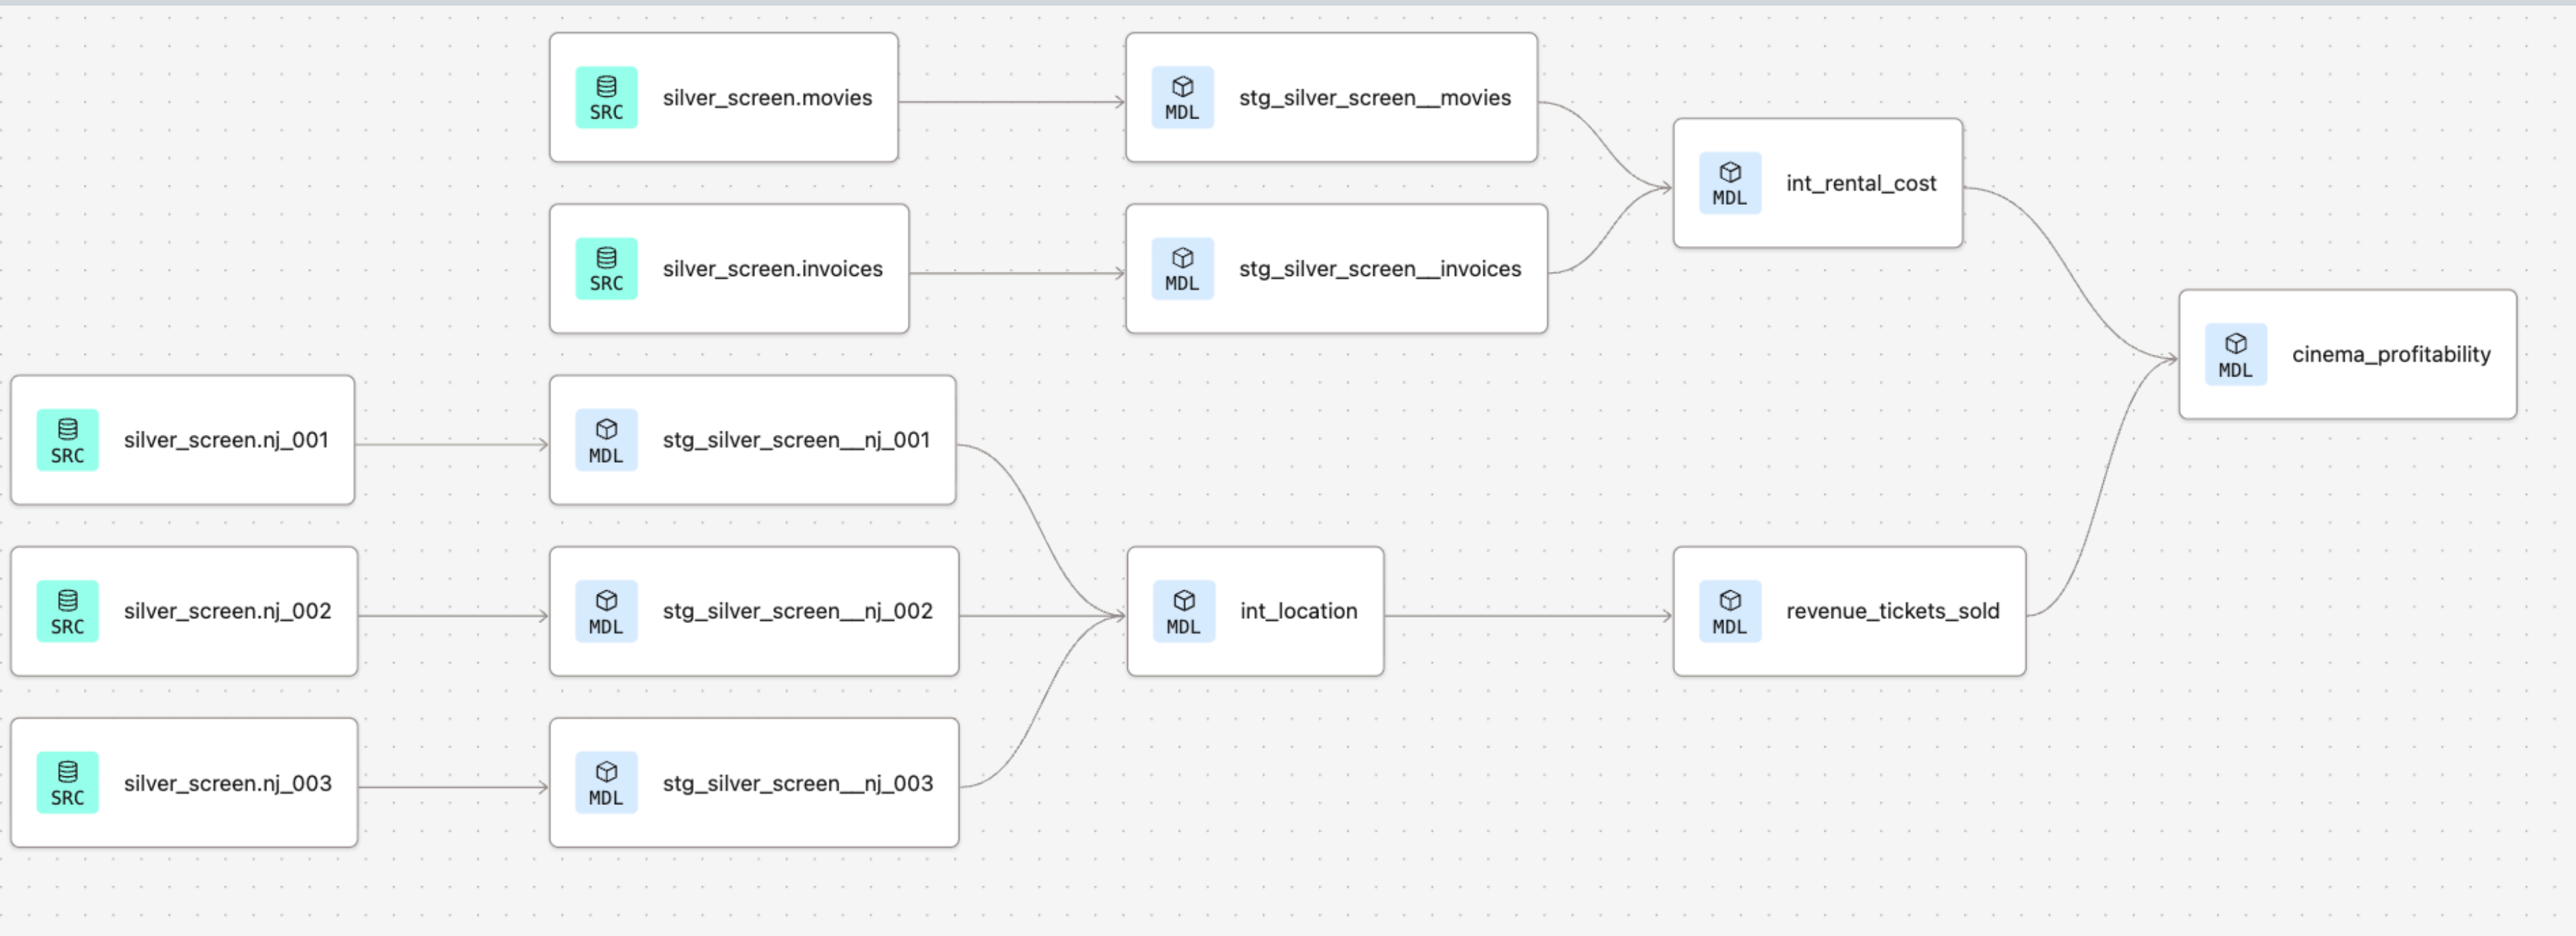 SRC silver_screen.movies
MDL stg_silver_screen__movies
MDL int_rental_cost
SRC silver_screen.invoices
MDL stg_silver_screen__invoices
MDL cinema_profitability
SRC silver_screen.nj_001
MDL stg_silver_screen__nj_001
SRC silver_screen.nj_002
MDL stg_silver_screen__nj_002
MDL int_location
MDL revenue_tickets_sold
SRC silver_screen.nj_003
MDL stg_silver_screen__nj_003